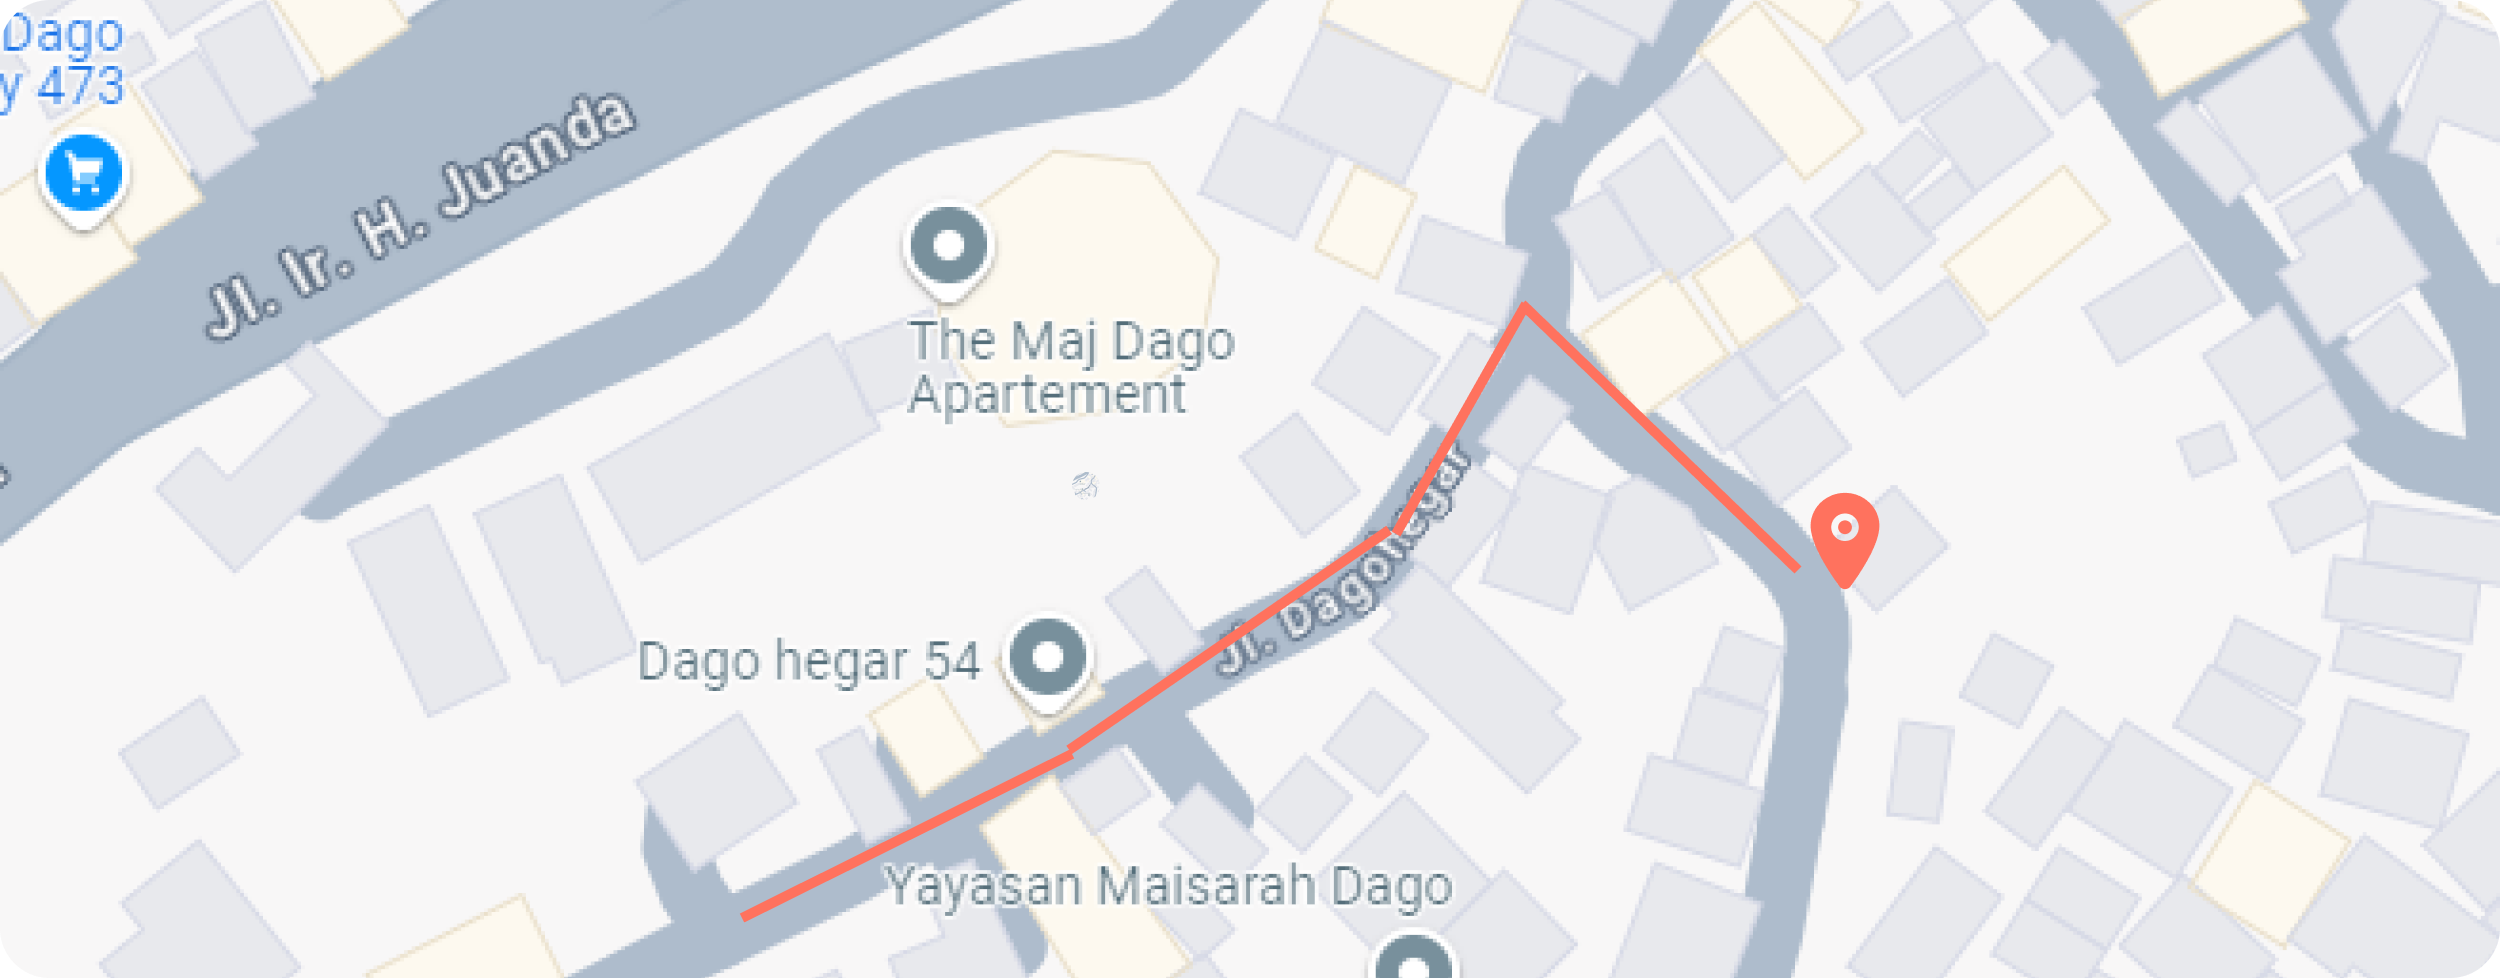 Dago
y 473
Jl. Ir. H. Juanda
The Maj Dago
Apartement
Jl. Dago hegar
Dago hegar 54
Yayasan Maisarah Dago